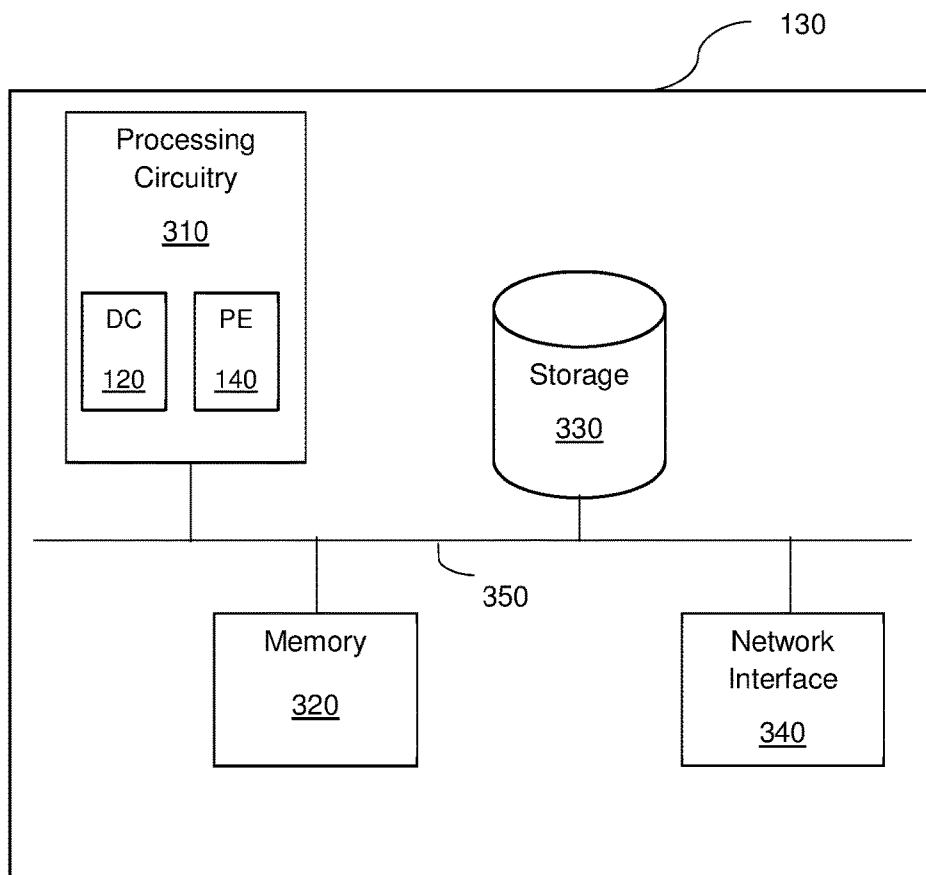 130
Processing
Circuitry
310
DC
120
PE
140
Storage
330
350
Memory
320
Network
Interface
340